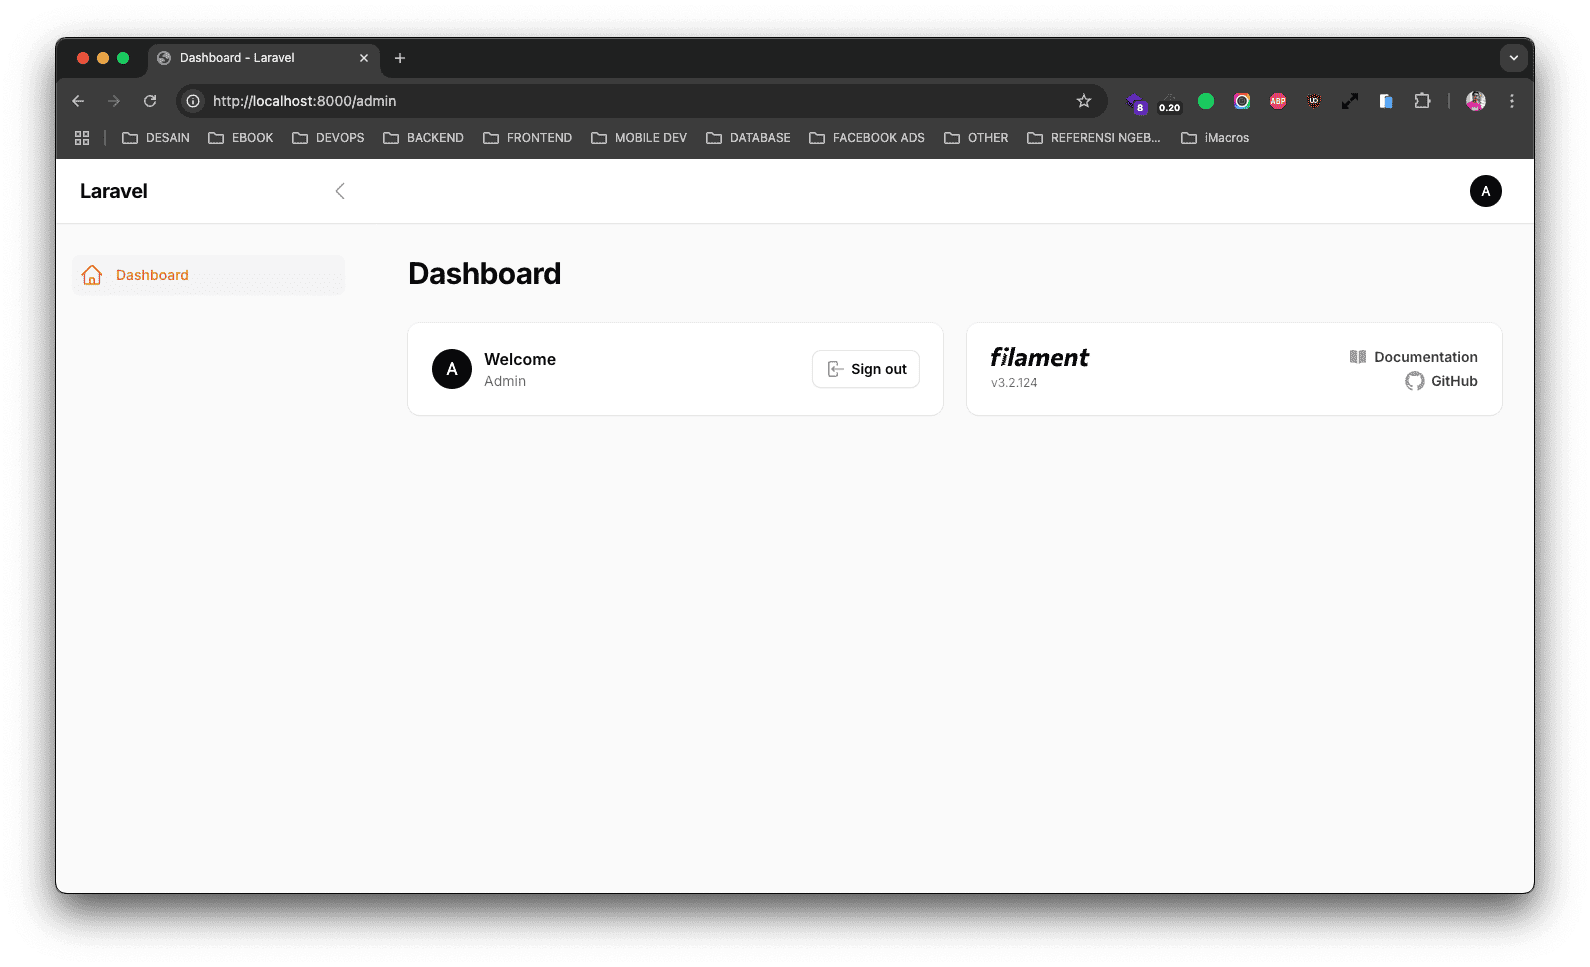 Dashboard - Laravel
http://localhost:8000/admin
8
0.20
ABP
DESAIN EBOOK DEVOPS BACKEND FRONTEND MOBILE DEV DATABASE FACEBOOK ADS OTHER REFERENSI NGEB... iMacros
Laravel
A
Dashboard
Dashboard
A
Welcome
Admin
Sign out
filament
v3.2.124
Documentation
GitHub